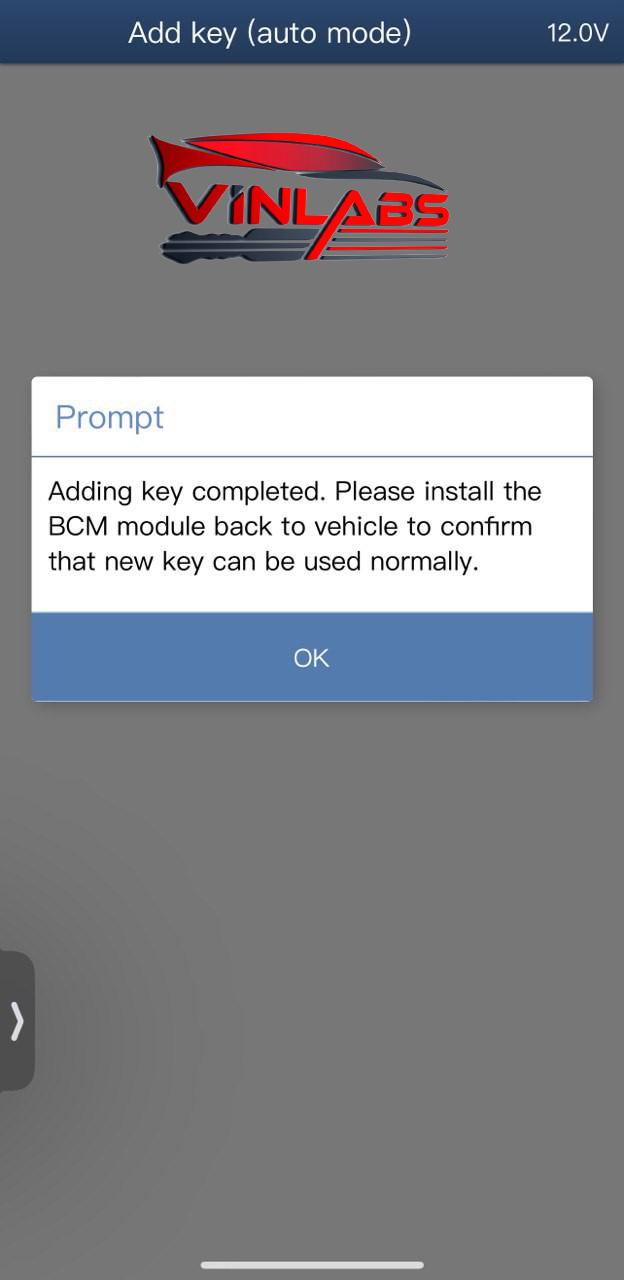 Add key (auto mode)
12.0V
ViNLABS
Prompt
Adding key completed. Please install the
BCM module back to vehicle to confirm
that new key can be used normally.
OK